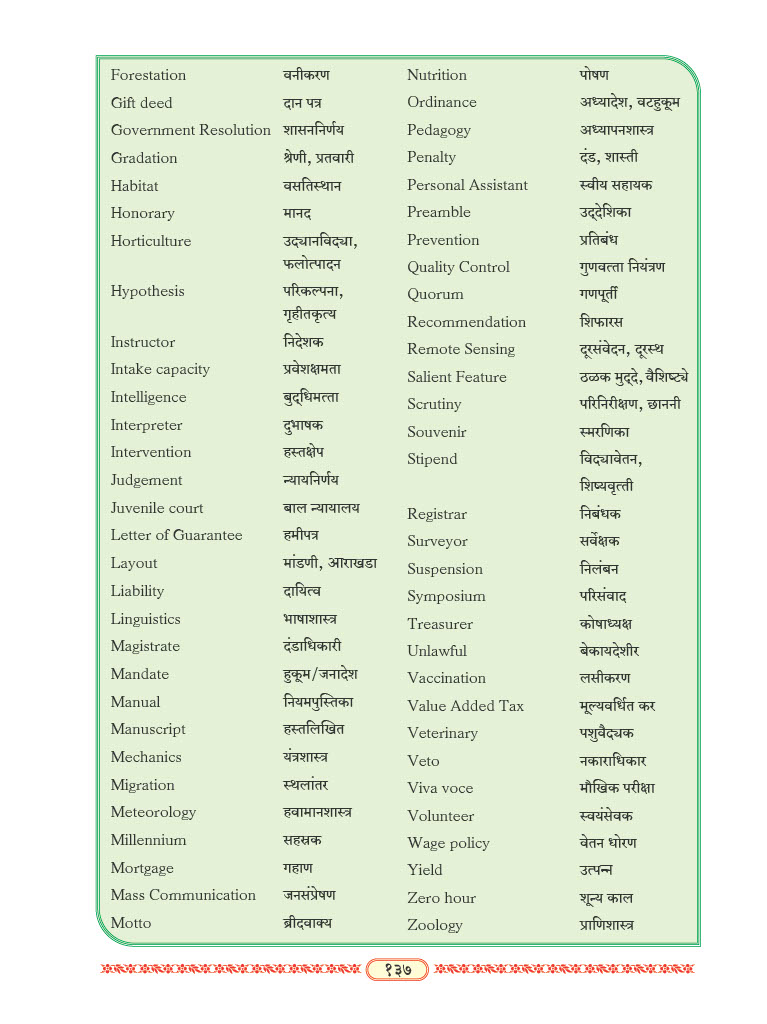 Forestation वनीकरण
Gift deed दान पत्र
Government Resolution शासननिर्णय
Gradation श्रेणी, प्रतवारी
Habitat वसतिस्थान
Honorary मानद
Horticulture उद्यानविद्या,
फलोत्पादन
Hypothesis परिकल्पना,
गृहीतकृत्य
Instructor निदेशक
Intake capacity प्रवेशक्षमता
Intelligence बुद्धिमत्ता
Interpreter दुभाषक
Intervention हस्तक्षेप
Judgement न्यायनिर्णय
Juvenile court बाल न्यायालय
Letter of Guarantee हमीपत्र
Layout मांडणी, आराखडा
Liability दायित्व
Linguistics भाषाशास्त्र
Magistrate दंडाधिकारी
Mandate हुकूम/जनादेश
Manual नियमपुस्तिका
Manuscript हस्तलिखित
Mechanics यंत्रशास्त्र
Migration स्थलांतर
Meteorology हवामानशास्त्र
Millennium सहस्रक
Mortgage गहाण
Mass Communication जनसंप्रेषण
Motto ब्रीदवाक्य
Nutrition पोषण
Ordinance अध्यादेश, वटहुकूम
Pedagogy अध्यापनशास्त्र
Penalty दंड, शास्ती
Personal Assistant स्वीय सहायक
Preamble उद्देशिका
Prevention प्रतिबंध
Quality Control गुणवत्ता नियंत्रण
Quorum गणपूर्ती
Recommendation शिफारस
Remote Sensing दूरसंवेदन, दूरस्थ
Salient Feature ठळक मुद्दे, वैशिष्ट्ये
Scrutiny परिनिरीक्षण, छाननी
Souvenir स्मरणिका
Stipend विद्यावेतन,
शिष्यवृत्ती
Registrar निबंधक
Surveyor सर्वेक्षक
Suspension निलंबन
Symposium परिसंवाद
Treasurer कोषाध्यक्ष
Unlawful बेकायदेशीर
Vaccination लसीकरण
Value Added Tax मूल्यवर्धित कर
Veterinary पशुवैद्यक
Veto नकाराधिकार
Viva voce मौखिक परीक्षा
Volunteer स्वयंसेवक
Wage policy वेतन धोरण
Yield उत्पन्न
Zero hour शून्य काल
Zoology प्राणिशास्त्र
१३७